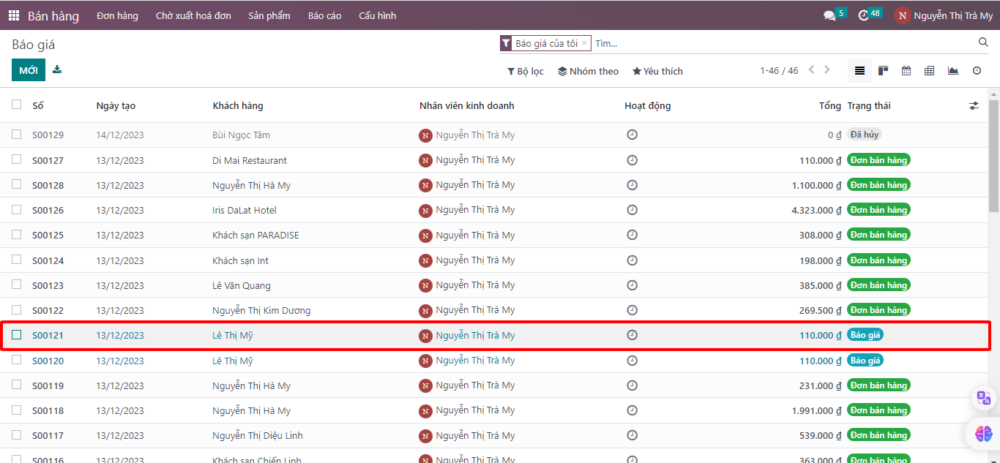 Bán hàng Đơn hàng Chờ xuất hoá đơn Sản phẩm Báo cáo Cấu hình 5 48 N Nguyễn Thị Trà My
Báo giá Báo giá của tôi × Tìm...
MỚI Bộ lọc Nhóm theo Yêu thích 1-46 / 46
Số Ngày tạo Khách hàng Nhân viên kinh doanh Hoạt động Tổng Trạng thái
S00129 14/12/2023 Bùi Ngọc Tâm N Nguyễn Thị Trà My 0 ₫ Đã hủy
S00127 13/12/2023 Di Mai Restaurant N Nguyễn Thị Trà My 110.000 ₫ Đơn bán hàng
S00128 13/12/2023 Nguyễn Thị Hà My N Nguyễn Thị Trà My 1.100.000 ₫ Đơn bán hàng
S00126 13/12/2023 Iris DaLat Hotel N Nguyễn Thị Trà My 4.323.000 ₫ Đơn bán hàng
S00125 13/12/2023 Khách sạn PARADISE N Nguyễn Thị Trà My 308.000 ₫ Đơn bán hàng
S00124 13/12/2023 Khách sạn Int N Nguyễn Thị Trà My 198.000 ₫ Đơn bán hàng
S00123 13/12/2023 Lê Văn Quang N Nguyễn Thị Trà My 385.000 ₫ Đơn bán hàng
S00122 13/12/2023 Nguyễn Thị Kim Dương N Nguyễn Thị Trà My 269.500 ₫ Đơn bán hàng
S00121 13/12/2023 Lê Thị Mỹ N Nguyễn Thị Trà My 110.000 ₫ Báo giá
S00120 13/12/2023 Lê Thị Mỹ N Nguyễn Thị Trà My 110.000 ₫ Báo giá
S00119 13/12/2023 Nguyễn Thị Hà My N Nguyễn Thị Trà My 231.000 ₫ Đơn bán hàng
S00118 13/12/2023 Nguyễn Thị Hà My N Nguyễn Thị Trà My 1.991.000 ₫ Đơn bán hàng
S00117 13/12/2023 Nguyễn Thị Diệu Linh N Nguyễn Thị Trà My 539.000 ₫ Đơn bán hàng
S00116 13/12/2023 Khách sạn Chiến Linh N Nguyễn Thị Trà My 363.000 ₫ Đơn bán hàng